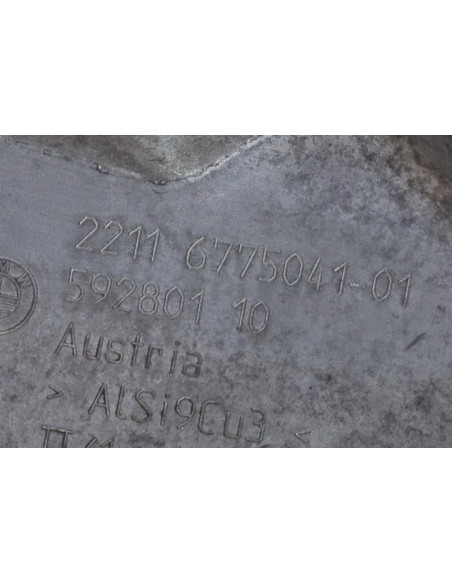 2211 6775041-01
592801 10
Austria
> AlSi9Cu3 <